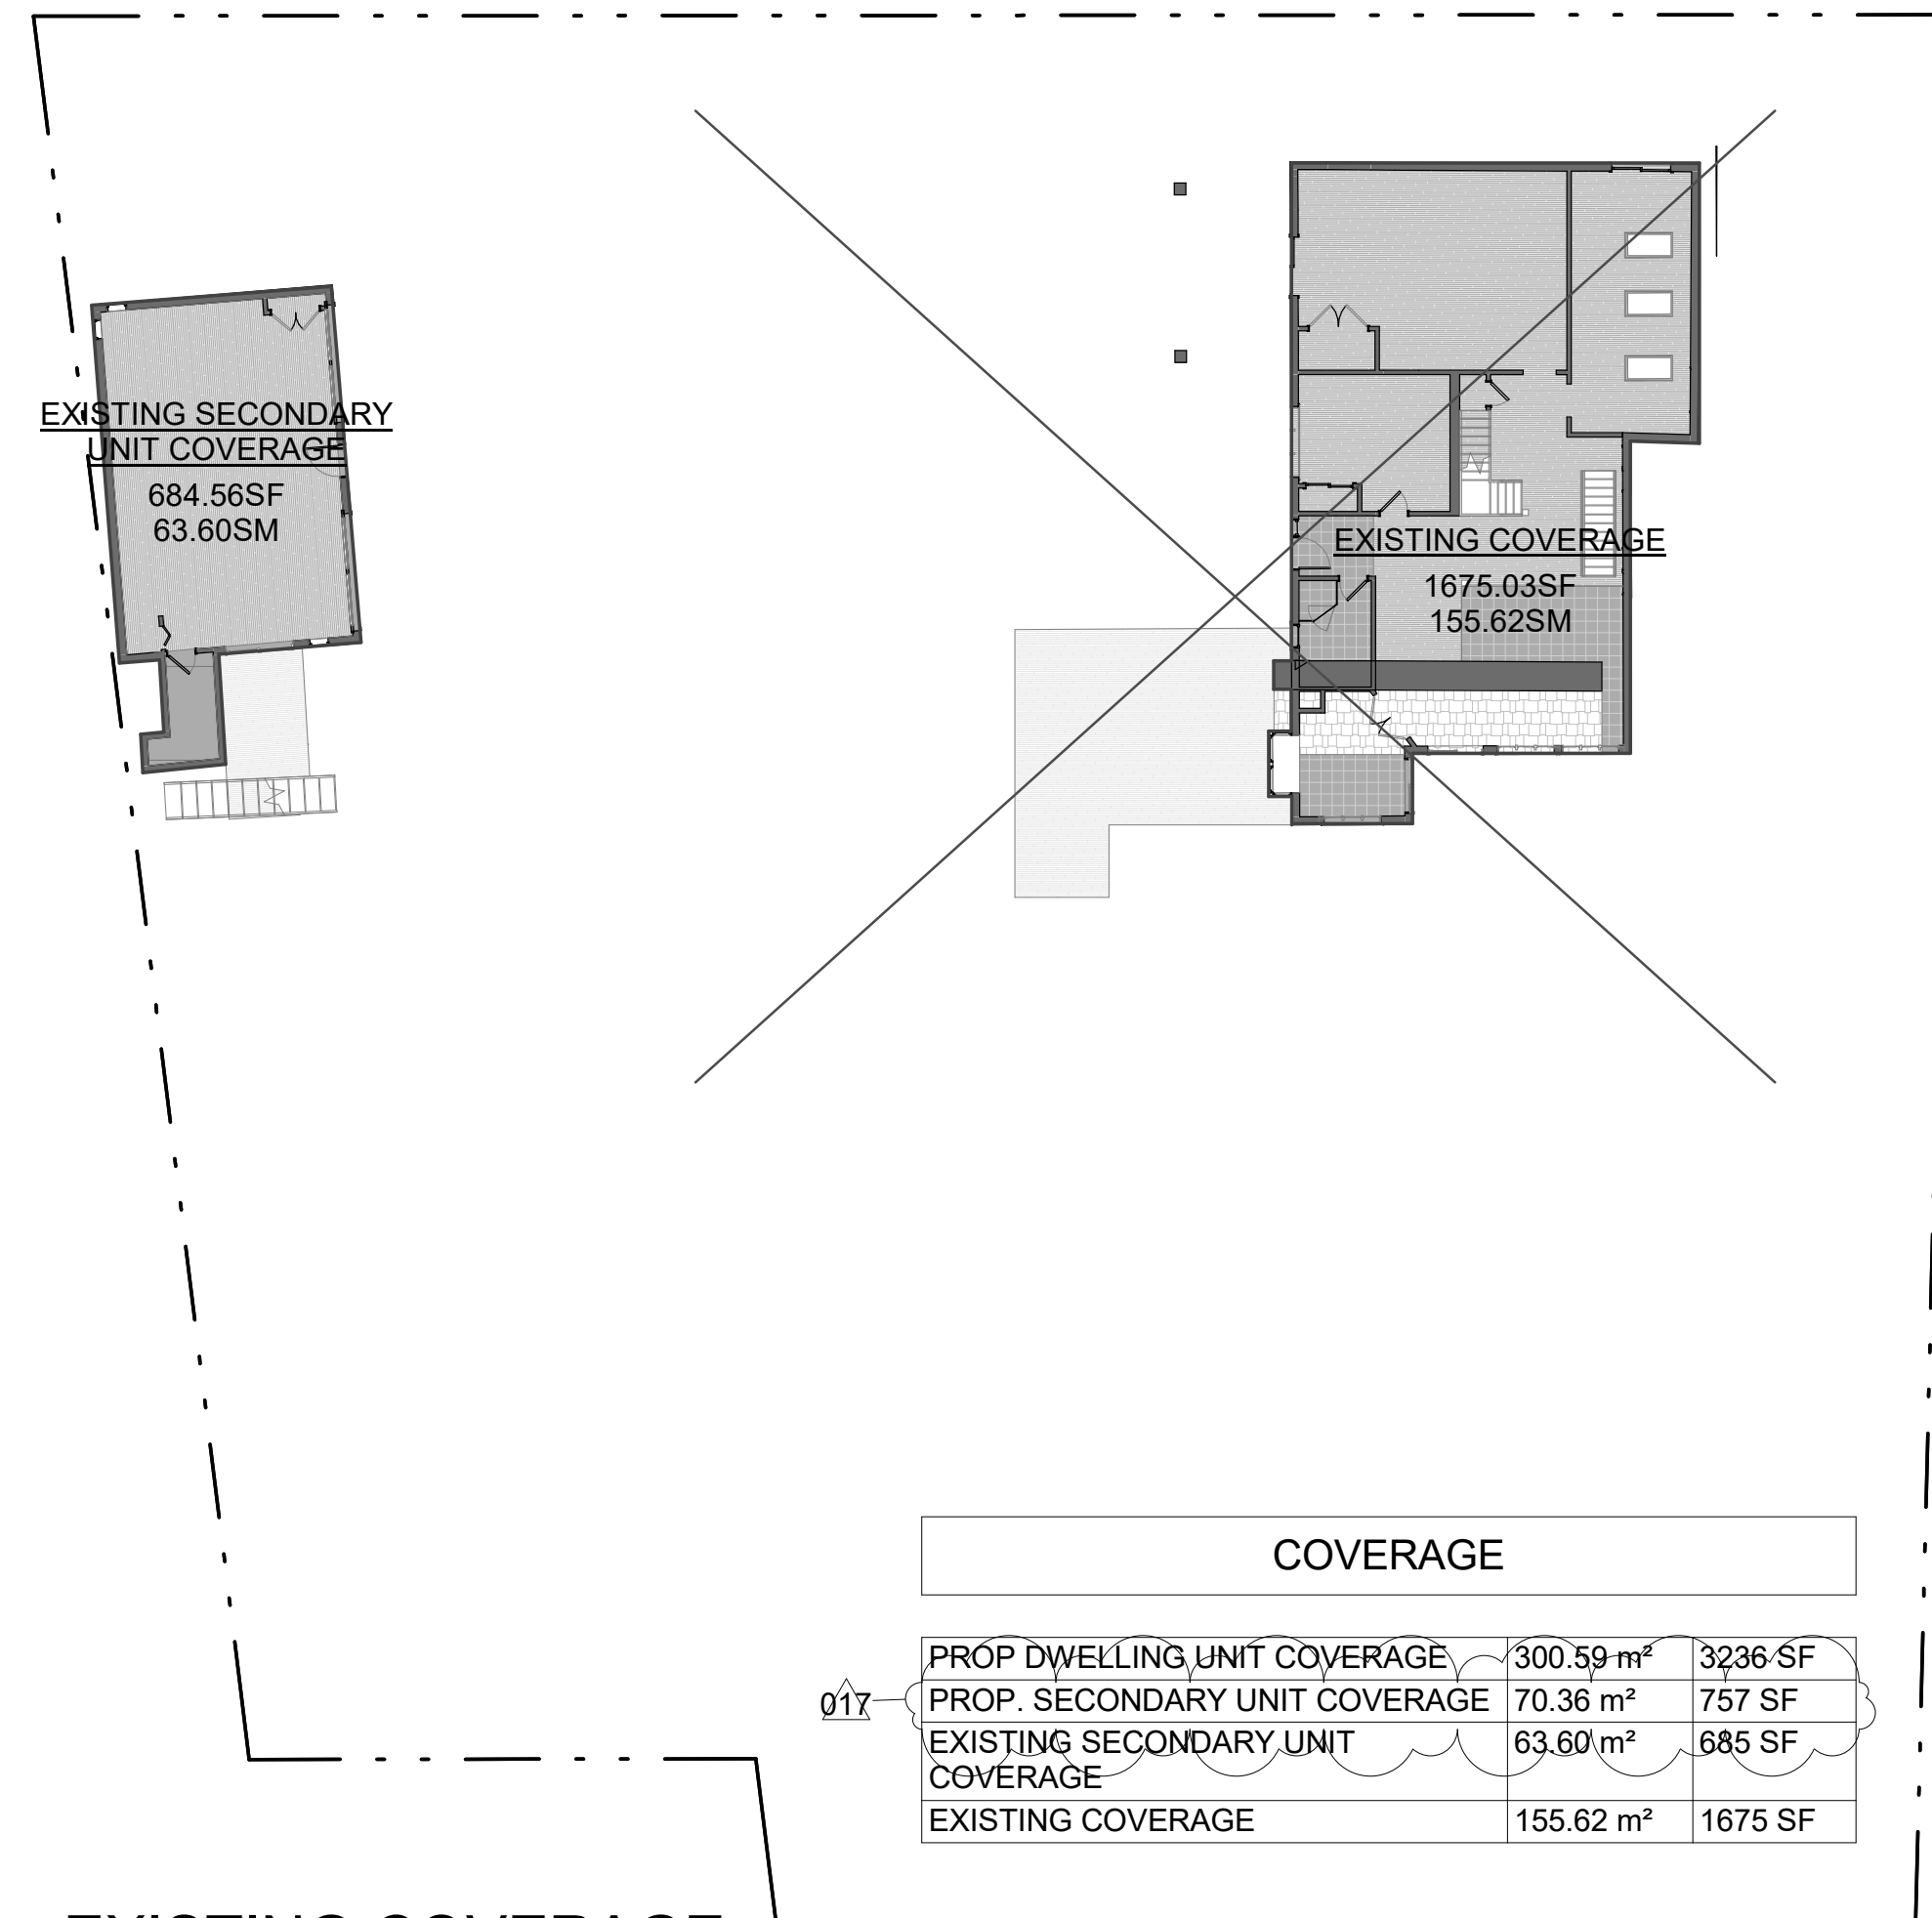 EXISTING SECONDARY
UNIT COVERAGE
684.56SF
63.60SM
EXISTING COVERAGE
1675.03SF
155.62SM
COVERAGE
PROP DWELLING UNIT COVERAGE 300.59 m² 3236 SF
017
PROP. SECONDARY UNIT COVERAGE 70.36 m² 757 SF
EXISTING SECONDARY UNIT 63.60 m² 685 SF
COVERAGE
EXISTING COVERAGE 155.62 m² 1675 SF
EXISTING COVERAGE